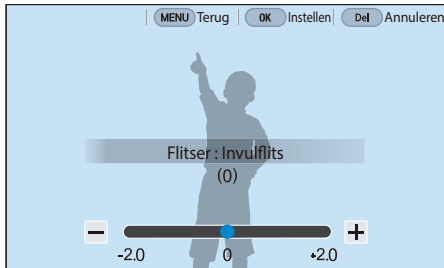 MENU Terug OK Instellen Del Annuleren
Flitser : Invulflits
(0)
− +
-2.0 0 +2.0